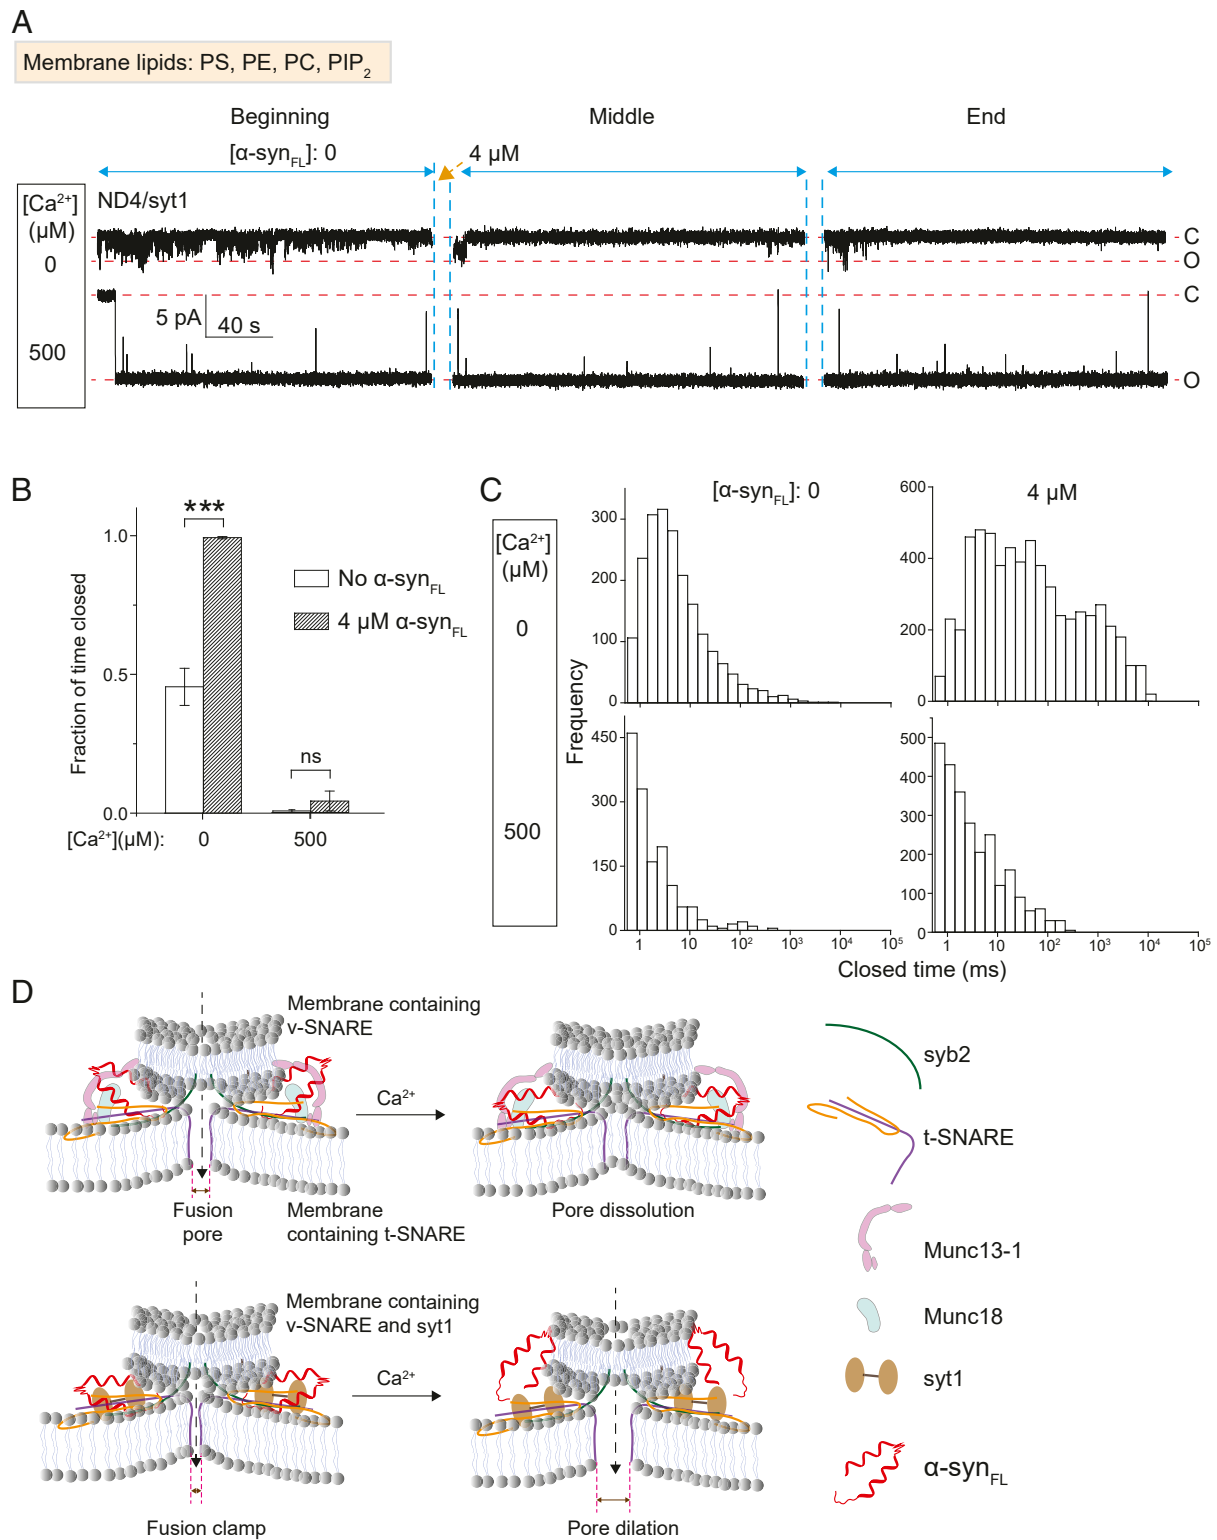 A
Membrane lipids: PS, PE, PC, PIP2
Beginning
Middle
End
[α-synFL]: 0
4 μM
[Ca2+]
(μM)
0
500
ND4/syt1
C
O
C
O
5 pA
40 s
B
***
ns
1.0
0.5
0.0
Fraction of time closed
[Ca2+](μM):
0
500
No α-synFL
4 μM α-synFL
C
[α-synFL]: 0
4 μM
[Ca2+]
(μM)
0
500
Frequency
300
200
100
0
600
400
200
0
450
300
150
0
1
10
10²
10³
10⁴
10⁵
500
400
300
200
100
0
1
10
10²
10³
10⁴
10⁵
Closed time (ms)
D
Membrane containing
v-SNARE
Ca2+
Fusion
pore
Membrane
containing t-SNARE
Pore dissolution
Membrane containing
v-SNARE and syt1
Ca2+
Fusion clamp
Pore dilation
syb2
t-SNARE
Munc13-1
Munc18
syt1
α-synFL